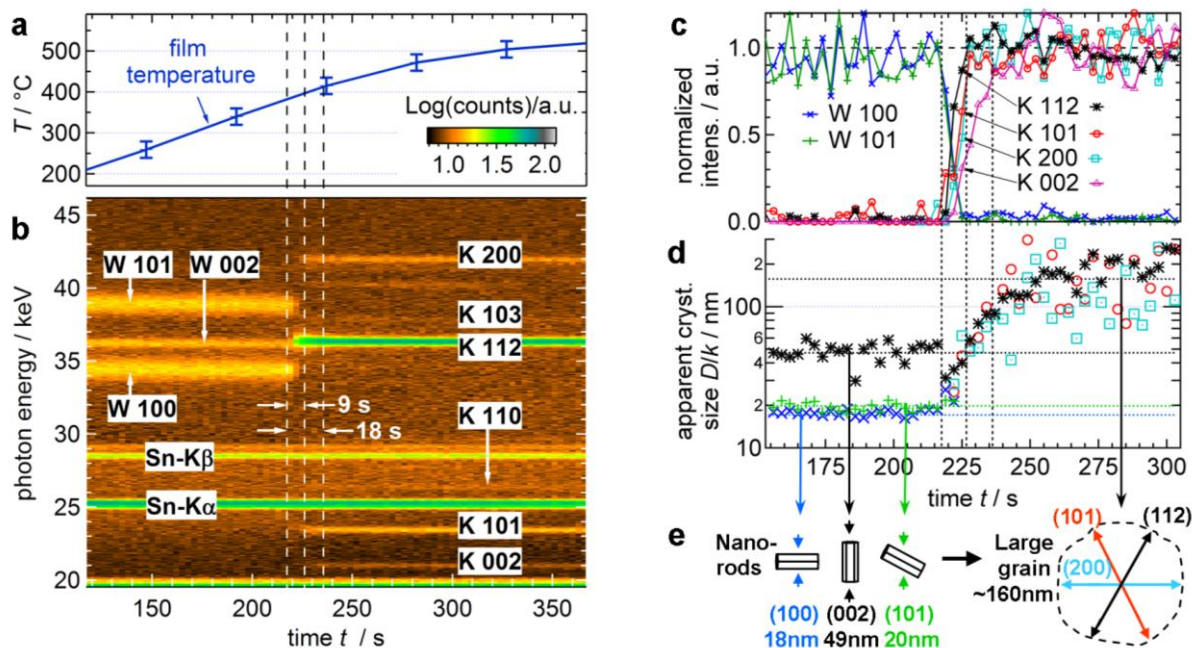 a
T / °C
500
400
300
200
film
temperature
Log(counts)/a.u.
1.0 1.5 2.0
b
photon energy / keV
45
40
35
30
25
20
W 101 W 002
W 100
K 200
K 103
K 112
K 110
9 s
18 s
Sn-Kβ
Sn-Kα
K 101
K 002
150 200 250 300 350
time t / s
c
normalized
intens. / a.u.
1.0
0.5
0.0
W 100
W 101
K 112
K 101
K 200
K 002
d
apparent cryst.
size D/k / nm
2
100
6
4
2
10
175 200 225 250 275 300
time t / s
e
Nano-
rods
(100) (002) (101)
18nm 49nm 20nm
Large
grain
~160nm
(101) (112)
(200)